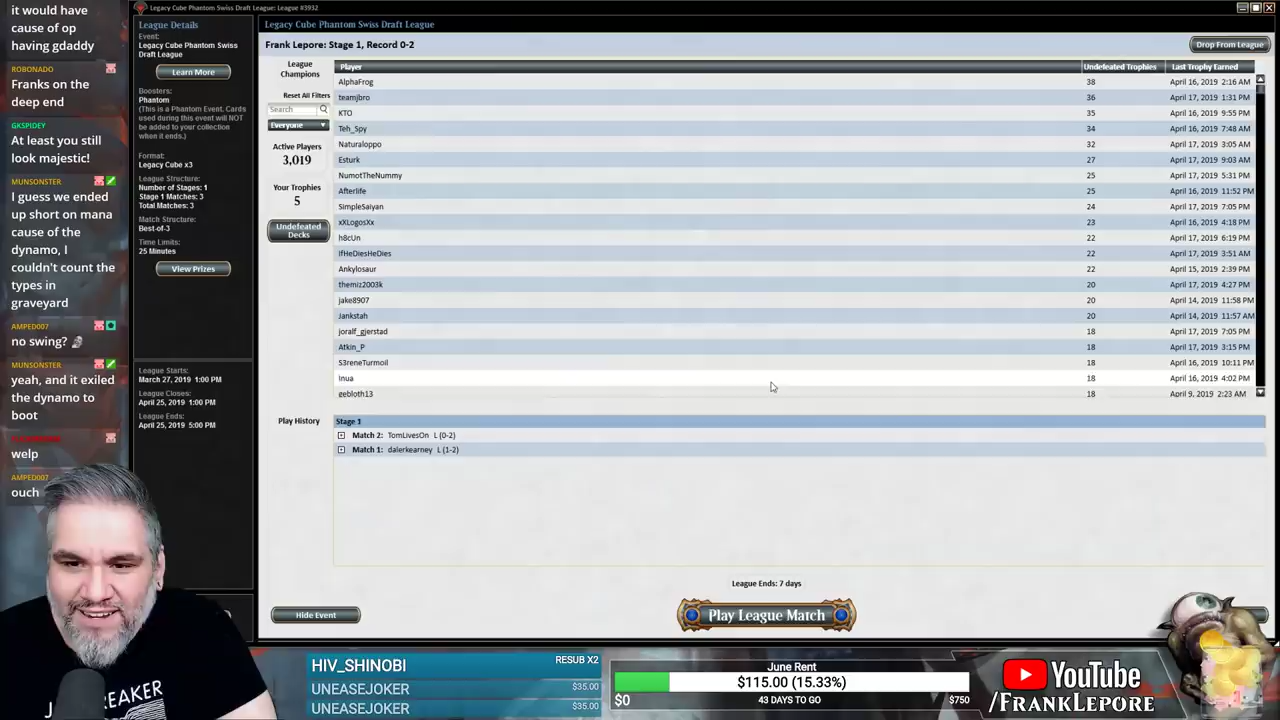 Legacy Cube Phantom Swiss Draft League: League #3932
it would have
cause of op
having gdaddy
ROBONADO
Franks on the
deep end
GKSPIDEY
At least you still
look majestic!
MUNSONSTER
I guess we ended
up short on mana
cause of the
dynamo, I
couldn't count the
types in
graveyard
AMPED007
no swing?
MUNSONSTER
yeah, and I exiled
the dynamo to
boot
welp
AMP
ouch
League Details
Event:
Legacy Cube Phantom Swiss
Draft League
Learn More
Boosters:
Phantom
(This is a Phantom Event. Cards
used during this event will NOT
be added to your collection
when it ends.)
Format:
Legacy Cube x3
League Structure:
Number of Stages: 1
Stage 1 Matches: 3
Total Matches: 3
Match Structure:
Best-of-3
Time Limits:
25 Minutes
View Prizes
League Starts:
March 27, 2019 1:00 PM
League Closes:
April 25, 2019 1:00 PM
League Ends:
April 25, 2019 5:00 PM
Legacy Cube Phantom Swiss Draft League
Frank Lepore: Stage 1, Record 0-2
Drop From League
League
Champions
Reset All Filters
Search
Everyone
Active Players
3,019
Your Trophies
5
Undefeated
Decks
Player Undefeated Trophies Last Trophy Earned
AlphaFrog 38 April 16, 2019 2:16 AM
teamjbro 36 April 17, 2019 1:31 PM
KTO 35 April 16, 2019 9:55 PM
Teh_Spy 34 April 16, 2019 7:48 AM
Naturaloppo 32 April 17, 2019 3:05 AM
Esturk 27 April 17, 2019 9:03 AM
NumotTheNummy 25 April 17, 2019 5:31 PM
Afterlife 25 April 16, 2019 11:52 PM
SimpleSaiyan 24 April 17, 2019 7:05 PM
xXLogosXx 23 April 16, 2019 4:18 PM
h8cUn 22 April 17, 2019 6:19 PM
IfHeDiesHeDies 22 April 17, 2019 3:51 AM
Ankylosaur 22 April 15, 2019 2:39 PM
themiz2003k 20 April 17, 2019 4:27 PM
jake8907 20 April 14, 2019 11:58 PM
Jankstah 20 April 14, 2019 11:57 AM
joralf_gjerstad 18 April 17, 2019 7:05 PM
Atkin_P 18 April 17, 2019 3:15 PM
S3reneTurmoil 18 April 16, 2019 10:11 PM
Inua 18 April 16, 2019 4:02 PM
gebloth13 18 April 9, 2019 2:23 AM
Play History
Stage 1
Match 2: TomLivesOn L (0-2)
Match 1: dalerkearney L (1-2)
League Ends: 7 days
Hide Event
Play League Match
HIV_SHINOBI RESUB X2
UNEASEJOKER $35.00
UNEASEJOKER $35.00
June Rent
$115.00 (15.33%)
$0 43 DAYS TO GO $750
YouTube
/FRANKLEPORE